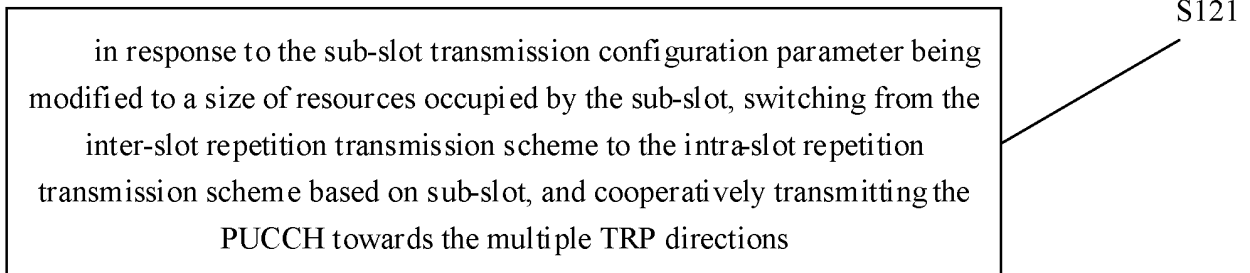 S121
in response to the sub-slot transmission configuration parameter being
modified to a size of resources occupied by the sub-slot, switching from the
inter-slot repetition transmission scheme to the intra-slot repetition
transmission scheme based on sub-slot, and cooperatively transmitting the
PUCCH towards the multiple TRP directions